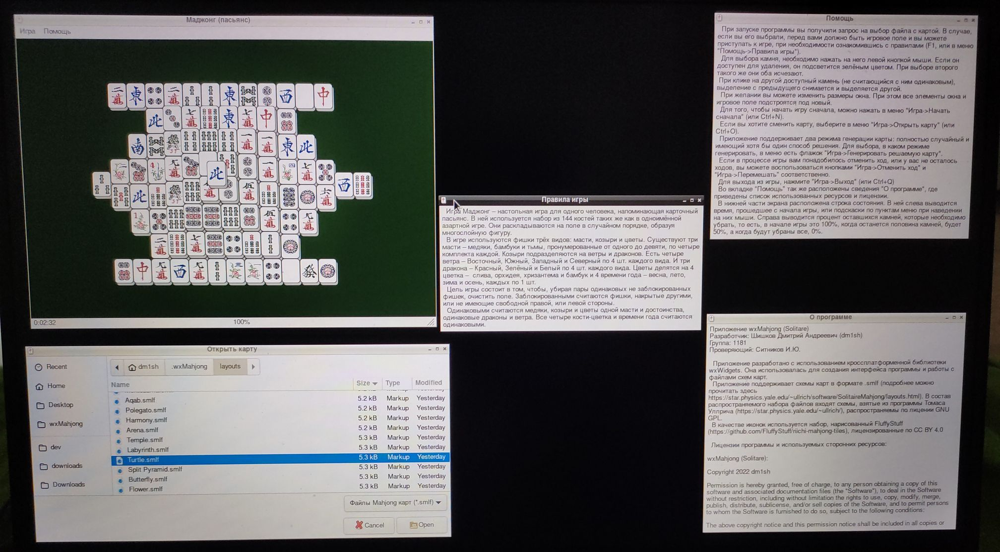 Маджонг (пасьянс)
Игра Помощь
0:02:32 100%
Открыть карту
Recent
Home
Desktop
wxMahjong
dev
downloads
Downloads
dm1sh .wxMahjong layouts
Name Size Type Modified
Aqab.smlf 5.2 kB Markup Yesterday
Polegato.smlf 5.2 kB Markup Yesterday
Harmony.smlf 5.2 kB Markup Yesterday
Arena.smlf 5.2 kB Markup Yesterday
Temple.smlf 5.3 kB Markup Yesterday
Labyrinth.smlf 5.3 kB Markup Yesterday
Turtle.smlf 5.3 kB Markup Yesterday
Split Pyramid.smlf 5.3 kB Markup Yesterday
Butterfly.smlf 5.3 kB Markup Yesterday
Flower.smlf 5.3 kB Markup Yesterday
Файлы Mahjong карт (*.smlf)
Cancel Open
Правила игры
Игра Маджонг – настольная игра для одного человека, напоминающая карточный
пасьянс. В ней используется набор из 144 костей таких же как в одноимённой
азартной игре. Они раскладываются на поле в случайном порядке, образуя
многослойную фигуру.
В игре используются фишки трёх видов: масти, козыри и цветы. Существуют три
масти – медяки, бамбуки и тьмы, пронумерованные от одного до девяти, по четыре
комплекта каждой. Козыри подразделяются на ветры и драконов. Есть четыре
ветра – Восточный, Южный, Западный и Северный по 4 шт. каждого вида. И три
дракона – Красный, Зелёный и Белый по 4 шт. каждого вида. Цветы делятся на 4
цветка – слива, орхидея, хризантема и бамбук и 4 времени года – весна, лето,
зима и осень, каждых по 1 шт.
Цель игры состоит в том, чтобы, убирая пары одинаковых не заблокированных
фишек, очистить поле. Заблокированными считаются фишки, накрытые другими,
или не имеющие свободной правой, или левой стороны.
Одинаковыми считаются медяки, козыри и цветы одной масти и достоинства,
одинаковые драконы и ветра. Все четыре кости-цветка и времени года считаются
одинаковыми.
Помощь
При запуске программы вы получили запрос на выбор файла с картой. В случае,
если вы его выбрали, перед вами должно быть игровое поле и вы можете
приступать к игре, при необходимости ознакомившись с правилами (F1, или в меню
"Помощь->Правила игры").
Для выбора камня, необходимо нажать на него левой кнопкой мыши. Если он
доступен для удаления, он подсветится зелёным цветом. При выборе второго
такого же они оба исчезают.
При клике на другой доступный камень (не считающийся с ним одинаковым),
выделение с предыдущего снимается и выделяется другой.
При желании вы можете изменить размеры окна. При этом все элементы окна и
игровое поле подстроятся под новый.
Для того, чтобы начать игру сначала, можно нажать в меню "Игра->Начать
сначала" (или Ctrl+N).
Если вы хотите сменить карту, выберите в меню "Игра->Открыть карту" (или
Ctrl+O).
Приложение поддерживает два режима генерации карты: полностью случайный и
имеющий хотя бы один способ решения. Для выбора, в каком режиме
генерировать, в меню есть флажок "Игра->Генерировать решаемую карту".
Если в процессе игры вам понадобилось отменить ход, или у вас не осталось
ходов, вы можете воспользоваться кнопками "Игра->Отменить ход" и
"Игра->Перемешать" соответственно.
Для выхода из игры, нажмите "Игра->Выход" (или Ctrl+Q)
Во вкладке "Помощь" так же расположены сведения "О программе", где
приведены список использованных ресурсов и лицензии.
В нижней части экрана расположена строка состояния. В ней слева выводится
время, прошедшее с начала игры, или подсказки по пунктам меню при наведении
на них мыши. Справа выводится процент оставшихся камней, которые необходимо
убрать, то есть, в начале игры это 100%, когда останется половина камней, будет
50%, а когда будут убраны все, 0%.
О программе
Приложение wxMahjong (Solitare)
Разработчик: Шишков Дмитрий Андреевич (dm1sh)
Группа: 1181
Проверяющий: Ситников И.Ю.
Приложение разработано с использованием кроссплатформенной библиотеки
wxWidgets. Она использовалась для создания интерфейса программы и работы с
файлами схем карт.
Приложение поддерживает схемы карт в формате .smlf (подробнее можно
прочитать здесь
https://star.physics.yale.edu/~ullrich/software/SolitaireMahjong/layouts.html). В состав
распространяемого набора файлов входят схемы, взятые из программы Томаса
Уллрича (https://star.physics.yale.edu/~ullrich/), распространяемы по лицении GNU
GPL.
В качестве иконок используется набор, нарисованный FluffyStuff
(https://github.com/FluffyStuff/riichi-mahjong-tiles), лицензированные по CC BY 4.0
Лицензии программы и используемых сторонних ресурсов:
wxMahjong (Solitare):
Copyright 2022 dm1sh
Permission is hereby granted, free of charge, to any person obtaining a copy of this
software and associated documentation files (the "Software"), to deal in the Software
without restriction, including without limitation the rights to use, copy, modify, merge,
publish, distribute, sublicense, and/or sell copies of the Software, and to permit persons
to whom the Software is furnished to do so, subject to the following conditions:
The above copyright notice and this permission notice shall be included in all copies or